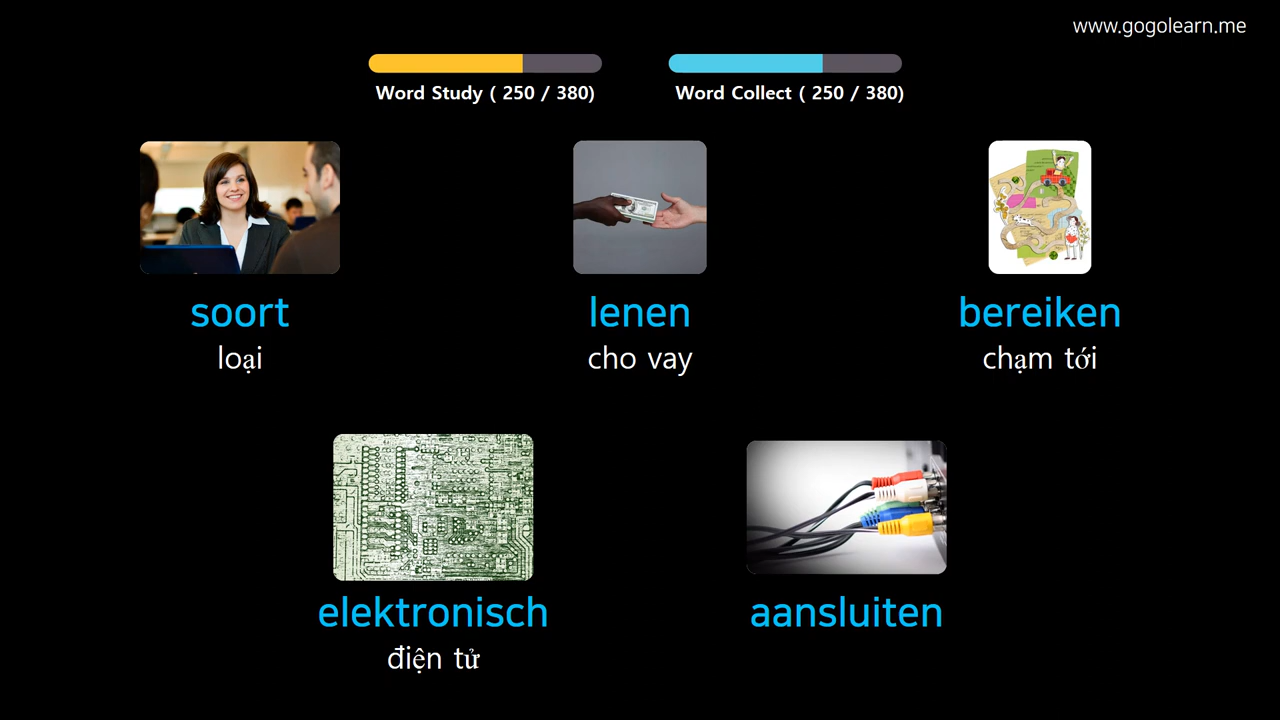 www.gogolearn.me
Word Study ( 250 / 380)
Word Collect ( 250 / 380)
soort
loại
lenen
cho vay
bereiken
chạm tới
elektronisch
điện tử
aansluiten